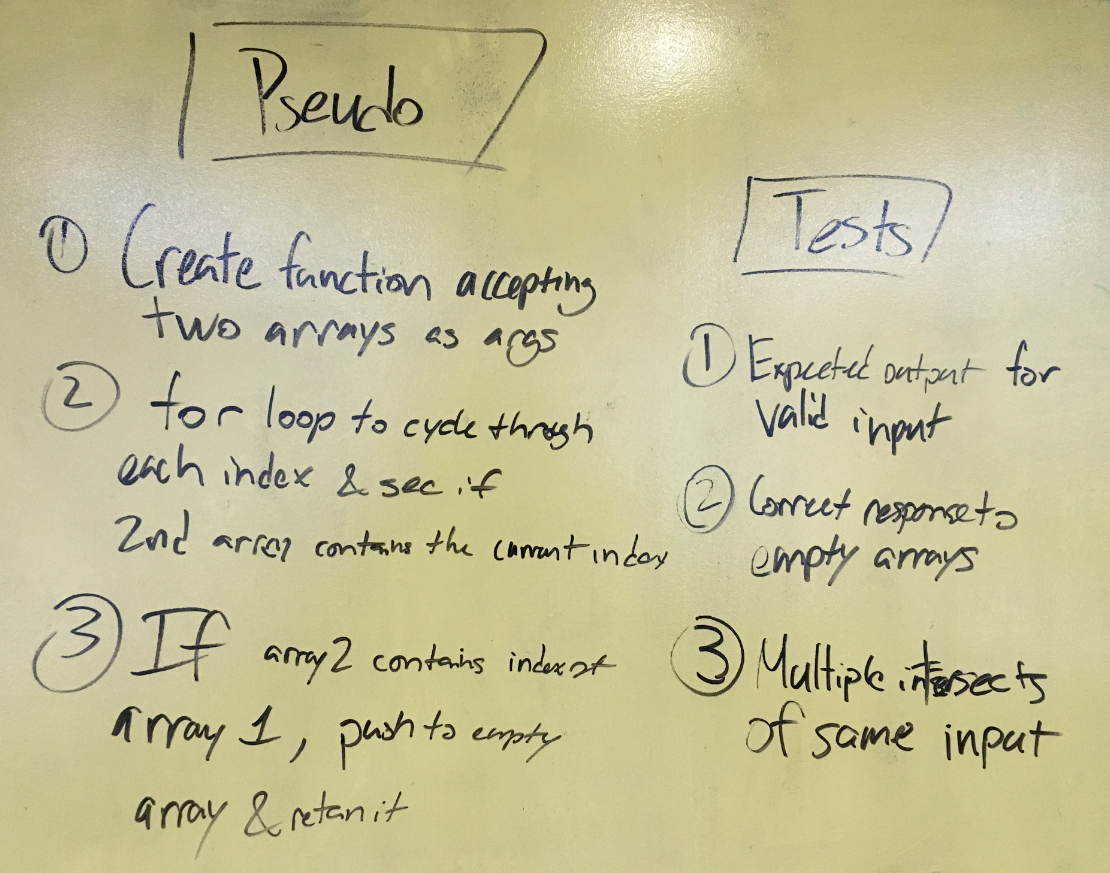 Pseudo
① Create function accepting
two arrays as args
② for loop to cycle through
each index & see if
2nd array contains the current index
③ If array2 contains index of
array 1, push to empty
array & return it
Tests
① Expected output for
valid input
② Correct response to
empty arrays
③ Multiple intersects
of same input